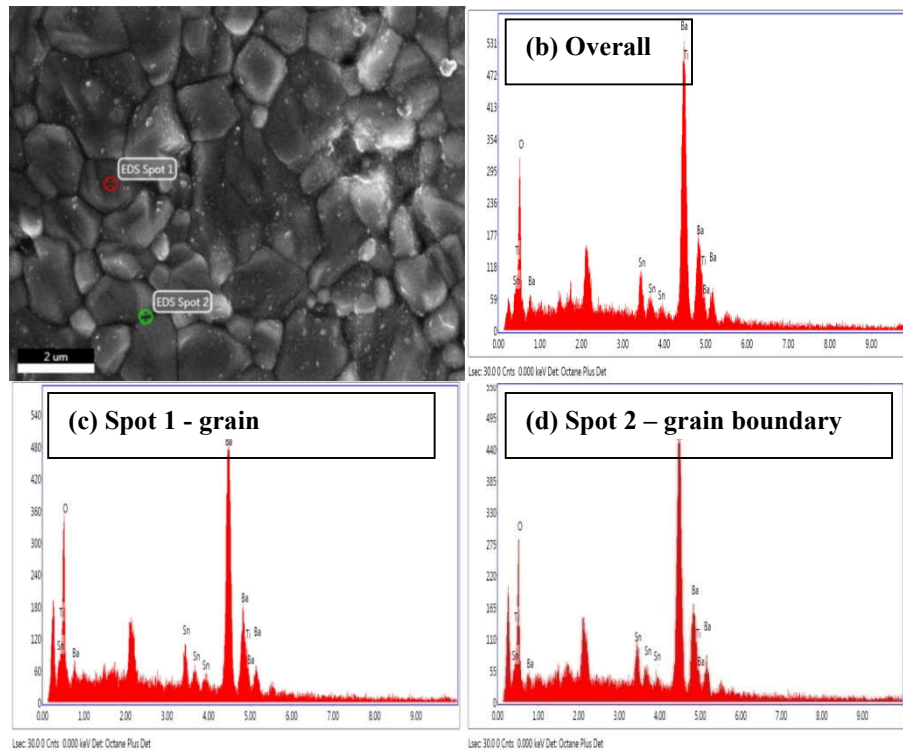 EDS Spot 1
EDS Spot 2
2 um
(b) Overall
Ba
Ti
531
472
413
354
295
236
177
118
59
0
O
Ti
Sn
Ba
Sn
Sn
Sn
Ba
Ti
Ba
Ba
0.00 1.00 2.00 3.00 4.00 5.00 6.00 7.00 8.00 9.00
Lsec: 30.0 0 Cnts 0.000 keV Det: Octane Plus Det
(c) Spot 1 - grain
540
480
420
360
300
240
180
120
60
0
Ba
O
Ti
Sn
Ba
Sn
Sn
Sn
Ba
Ti
Ba
Ba
0.00 1.00 2.00 3.00 4.00 5.00 6.00 7.00 8.00 9.00
Lsec: 30.0 0 Cnts 0.000 keV Det: Octane Plus Det
(d) Spot 2 – grain boundary
550
495
440
385
330
275
220
165
110
55
0
O
Ti
Sn
Ba
Sn
Sn
Sn
Ba
Ti
Ba
Ba
0.00 1.00 2.00 3.00 4.00 5.00 6.00 7.00 8.00 9.00
Lsec: 30.0 0 Cnts 0.000 keV Det: Octane Plus Det